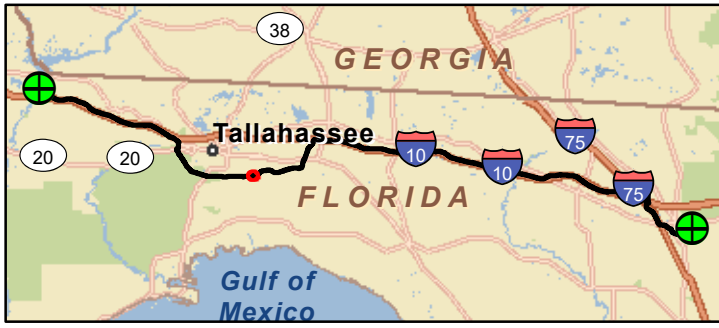 38
GEORGIA
Tallahassee
75
10
20
20
10
FLORIDA
75
Gulf of
Mexico